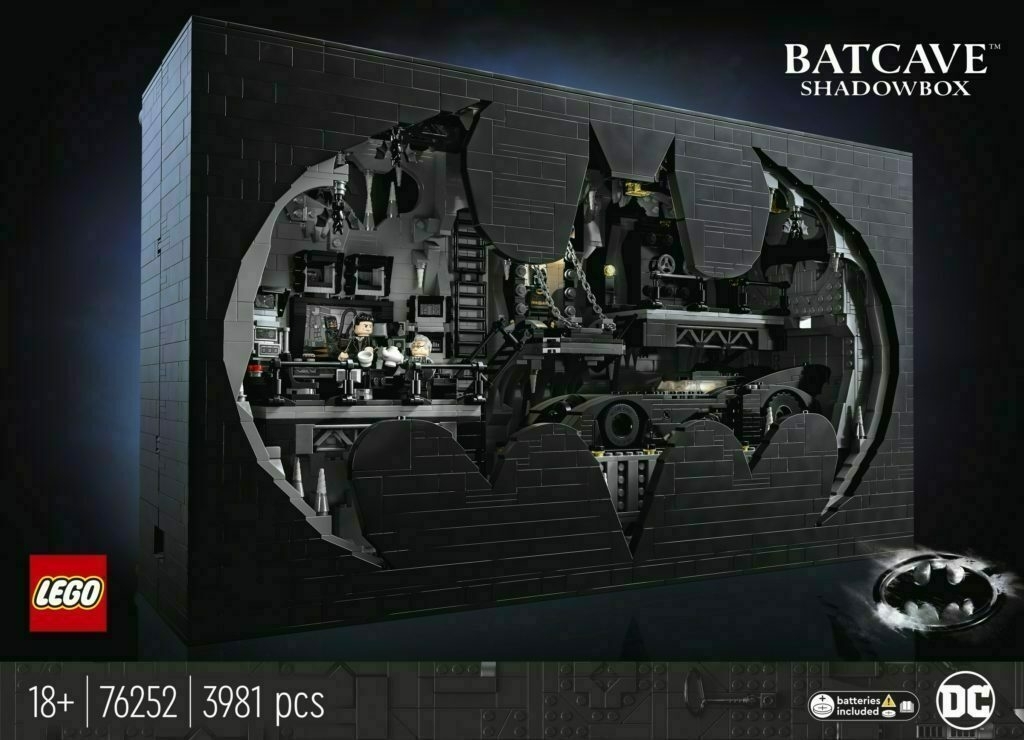 BATCAVE™
SHADOWBOX
LEGO
18+ 76252 3981 pcs
batteries
included
DC